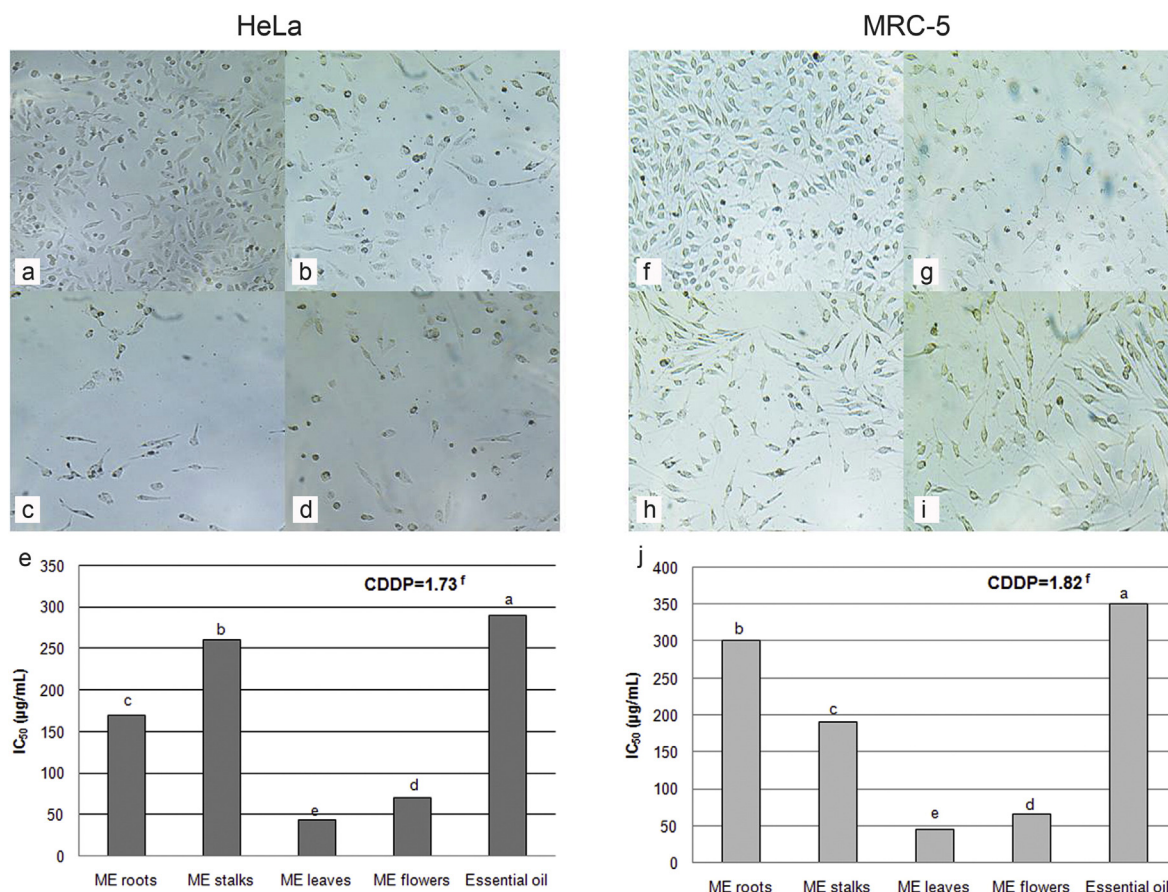 HeLa
MRC-5
a
b
c
d
f
g
h
i
e
350
300
250
200
150
100
50
0
IC50 (µg/mL)
CDDP=1.73 f
c
b
e
d
a
ME roots ME stalks ME leaves ME flowers Essential oil
j
400
350
300
250
200
150
100
50
0
IC50 (µg/mL)
CDDP=1.82 f
b
c
e
d
a
ME roots ME stalks ME leaves ME flowers Essential oil